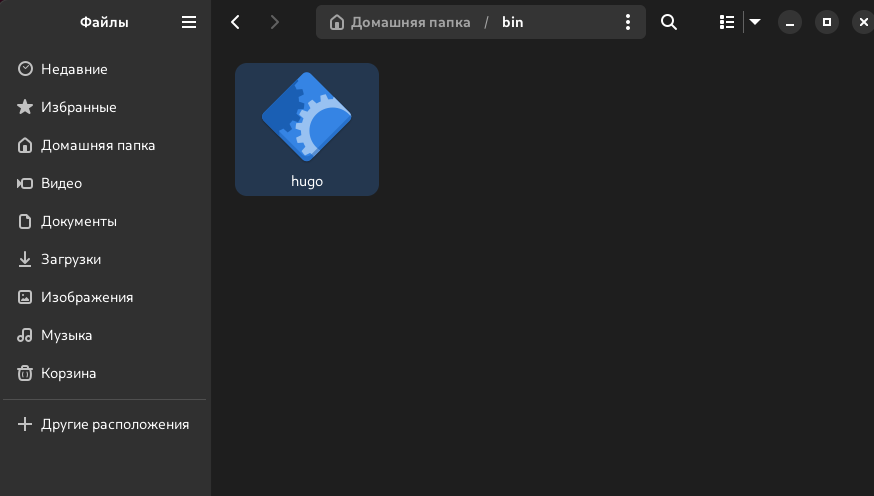 Файлы
Домашняя папка / bin
Недавние
Избранные
Домашняя папка
Видео
Документы
Загрузки
Изображения
Музыка
Корзина
Другие расположения
hugo